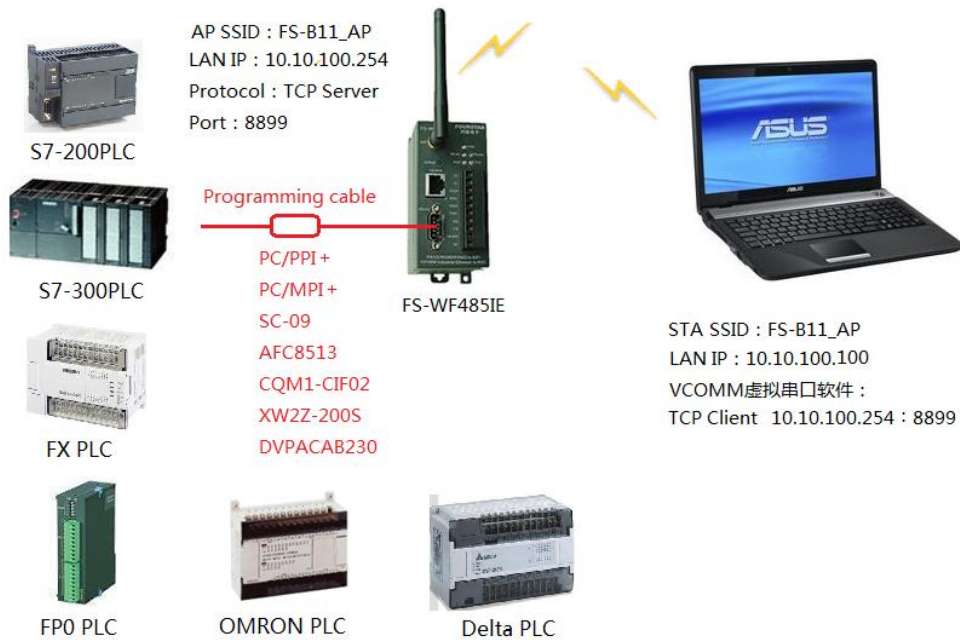 AP SSID：FS-B11_AP
LAN IP：10.10.100.254
Protocol：TCP Server
Port：8899
S7-200PLC
Programming cable
S7-300PLC
PC/PPI+
PC/MPI+
SC-09
AFC8513
CQM1-CIF02
XW2Z-200S
DVPACAB230
FS-WF485IE
ASUS
STA SSID：FS-B11_AP
LAN IP：10.10.100.100
VCOMM虚拟串口软件：
TCP Client 10.10.100.254：8899
FX PLC
FP0 PLC
OMRON PLC
Delta PLC